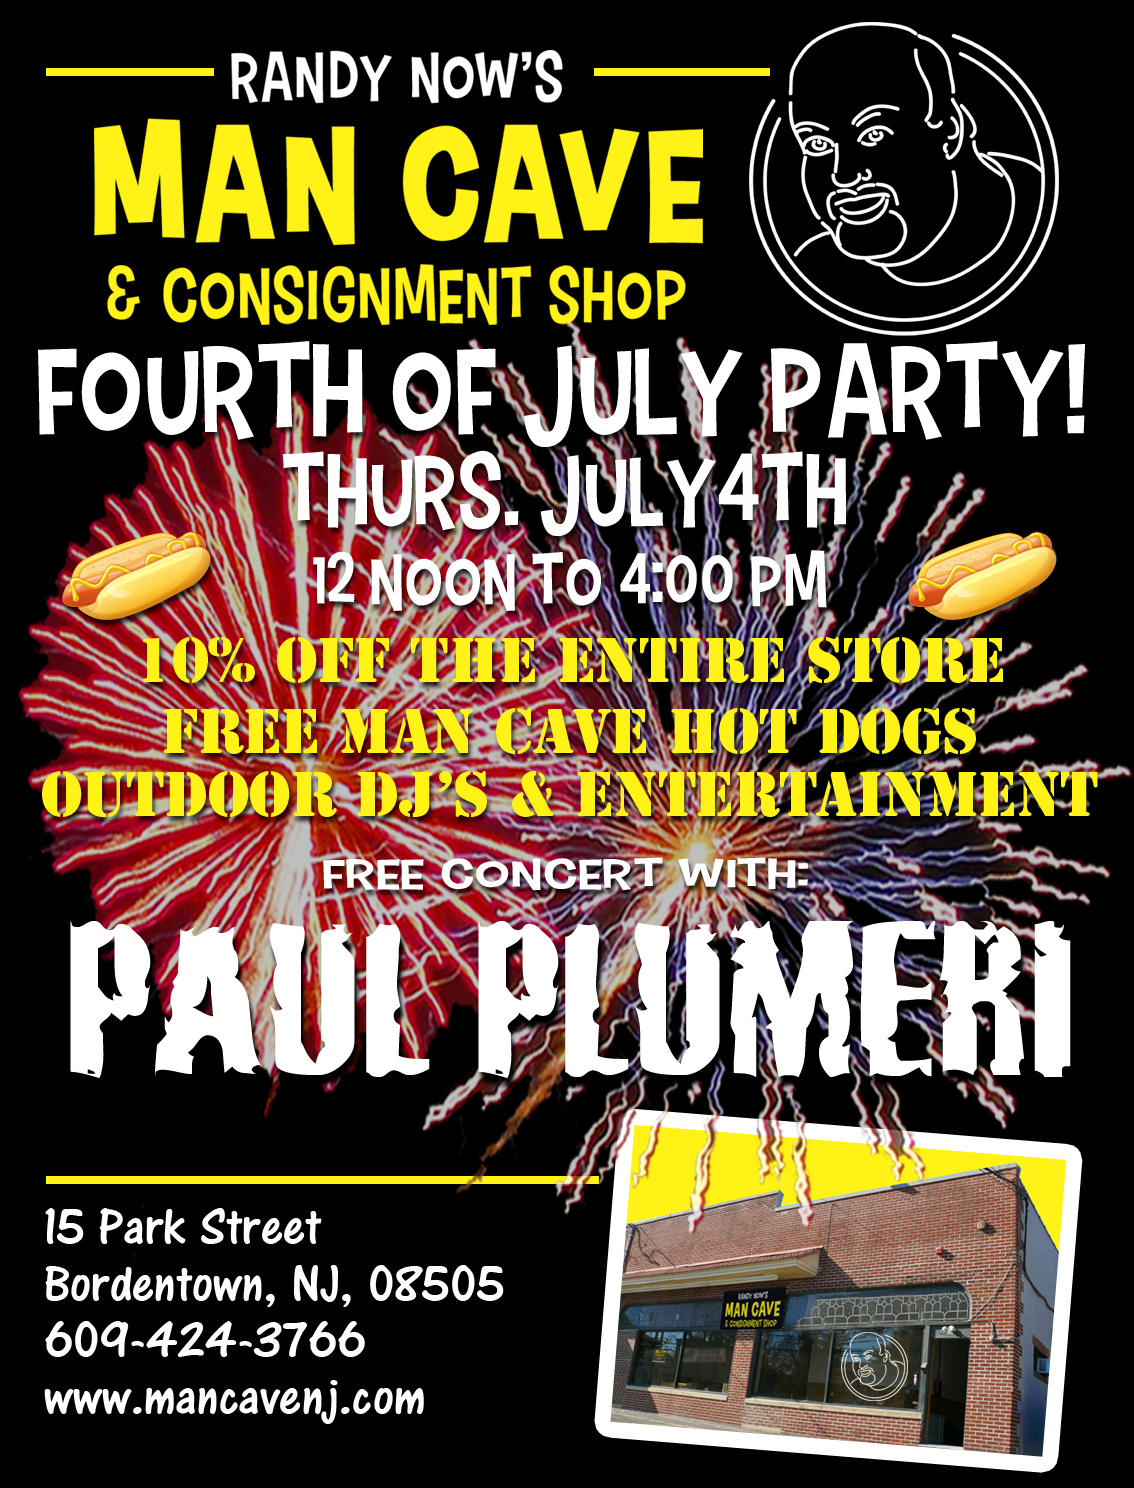 RANDY NOW'S
MAN CAVE
& CONSIGNMENT SHOP
FOURTH OF JULY PARTY!
THURS. JULY 4TH
12 NOON TO 4:00 PM
10% OFF THE ENTIRE STORE
FREE MAN CAVE HOT DOGS
OUTDOOR DJ'S & ENTERTAINMENT
FREE CONCERT WITH:
PAUL PLUMERI
15 Park Street
Bordentown, NJ, 08505
609-424-3766
www.mancavenj.com
RANDY NOW'S
MAN CAVE
& CONSIGNMENT SHOP